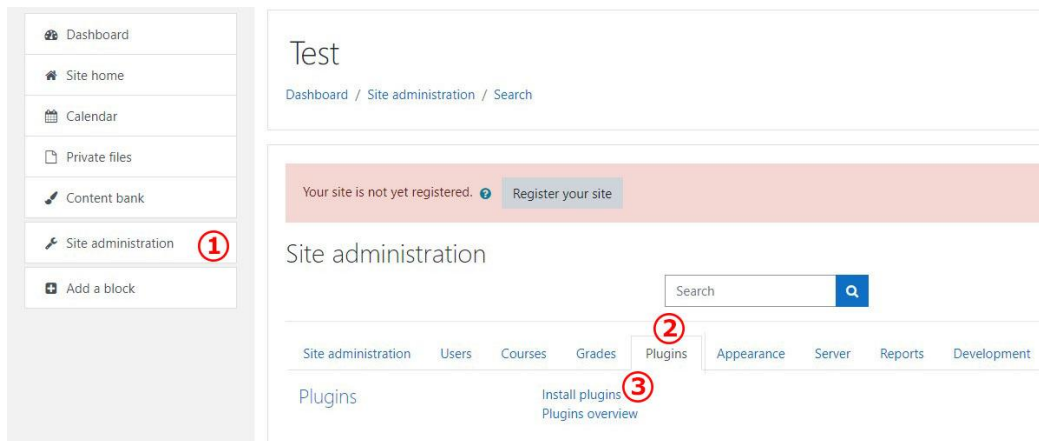 Dashboard
Site home
Calendar
Private files
Content bank
Site administration ①
Add a block
Test
Dashboard / Site administration / Search
Your site is not yet registered. ? Register your site
Site administration
Search
②
Site administration Users Courses Grades Plugins Appearance Server Reports Development
Plugins
Install plugins ③
Plugins overview